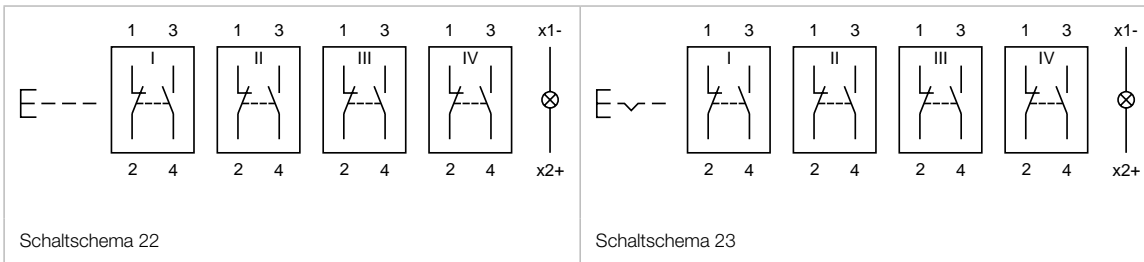 1 3 1 3 1 3 1 3 x1-
I II III IV
2 4 2 4 2 4 2 4 x2+
Schaltschema 22
1 3 1 3 1 3 1 3 x1-
I II III IV
2 4 2 4 2 4 2 4 x2+
Schaltschema 23